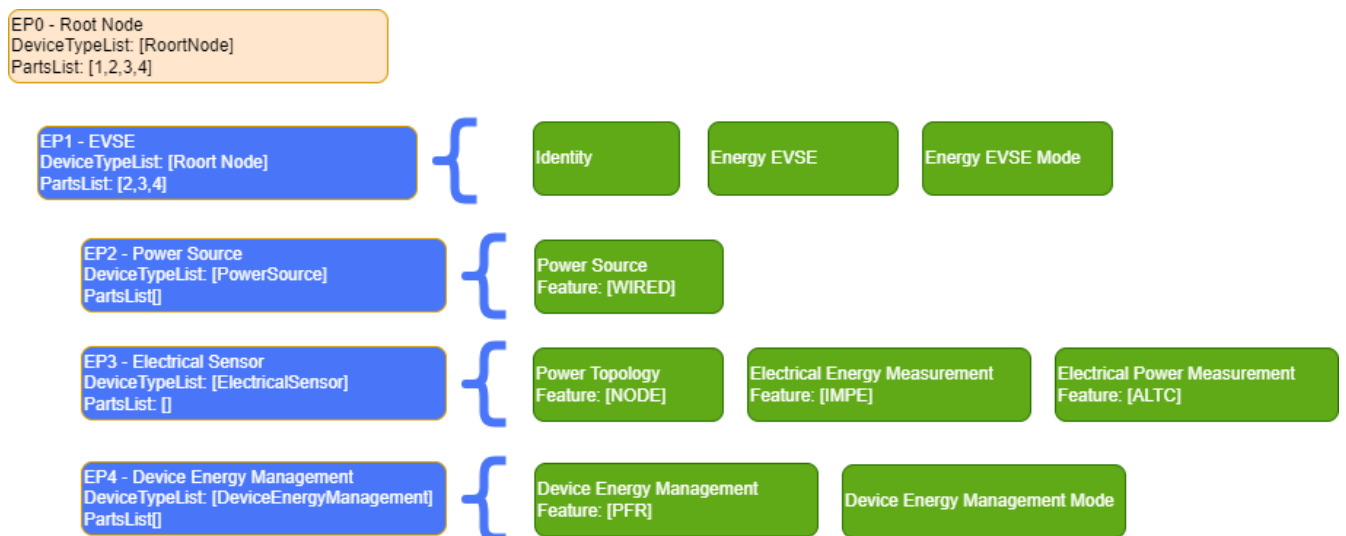 EP0 - Root Node
DeviceTypeList: [RoortNode]
PartsList: [1,2,3,4]
EP1 - EVSE
DeviceTypeList: [Roort Node]
PartsList: [2,3,4]
Identity
Energy EVSE
Energy EVSE Mode
EP2 - Power Source
DeviceTypeList: [PowerSource]
PartsList[]
Power Source
Feature: [WIRED]
EP3 - Electrical Sensor
DeviceTypeList: [ElectricalSensor]
PartsList: []
Power Topology
Feature: [NODE]
Electrical Energy Measurement
Feature: [IMPE]
Electrical Power Measurement
Feature: [ALTC]
EP4 - Device Energy Management
DeviceTypeList: [DeviceEnergyManagement]
PartsList[]
Device Energy Management
Feature: [PFR]
Device Energy Management Mode